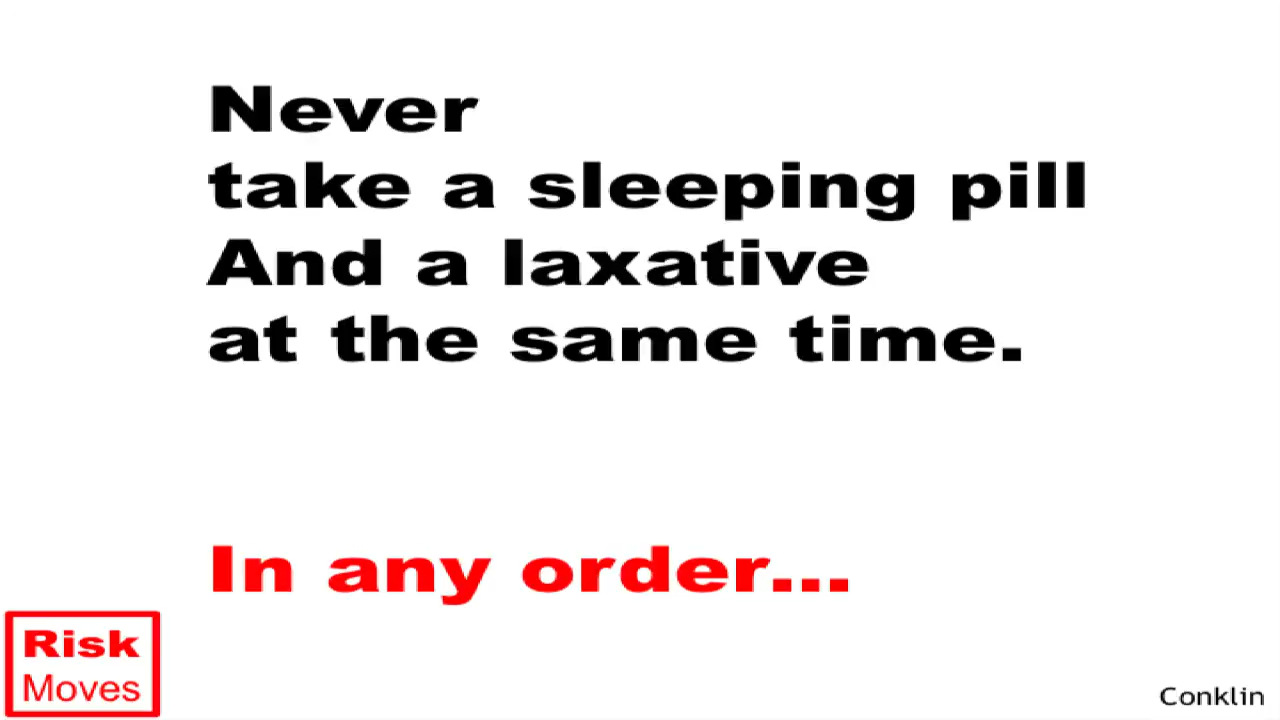 Never
take a sleeping pill
And a laxative
at the same time.
In any order...
Risk
Moves
Conklin